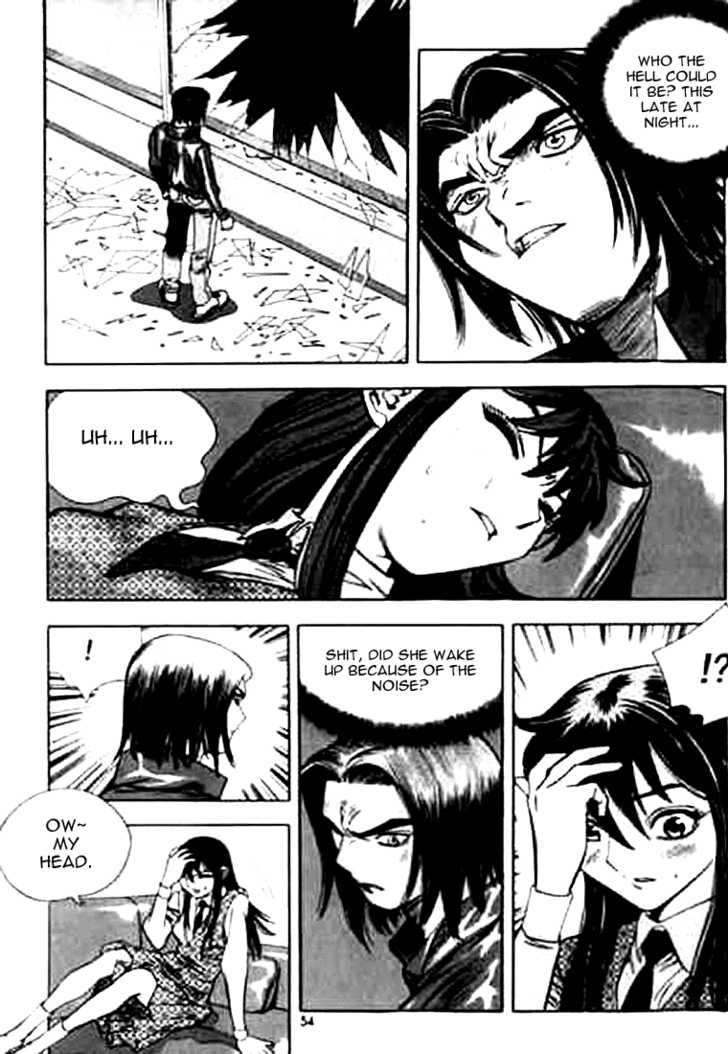 WHO THE
HELL COULD
IT BE? THIS
LATE AT
NIGHT...
UH... UH...
!
OW~
MY
HEAD.
SHIT, DID SHE WAKE
UP BECAUSE OF THE
NOISE?
!?
54